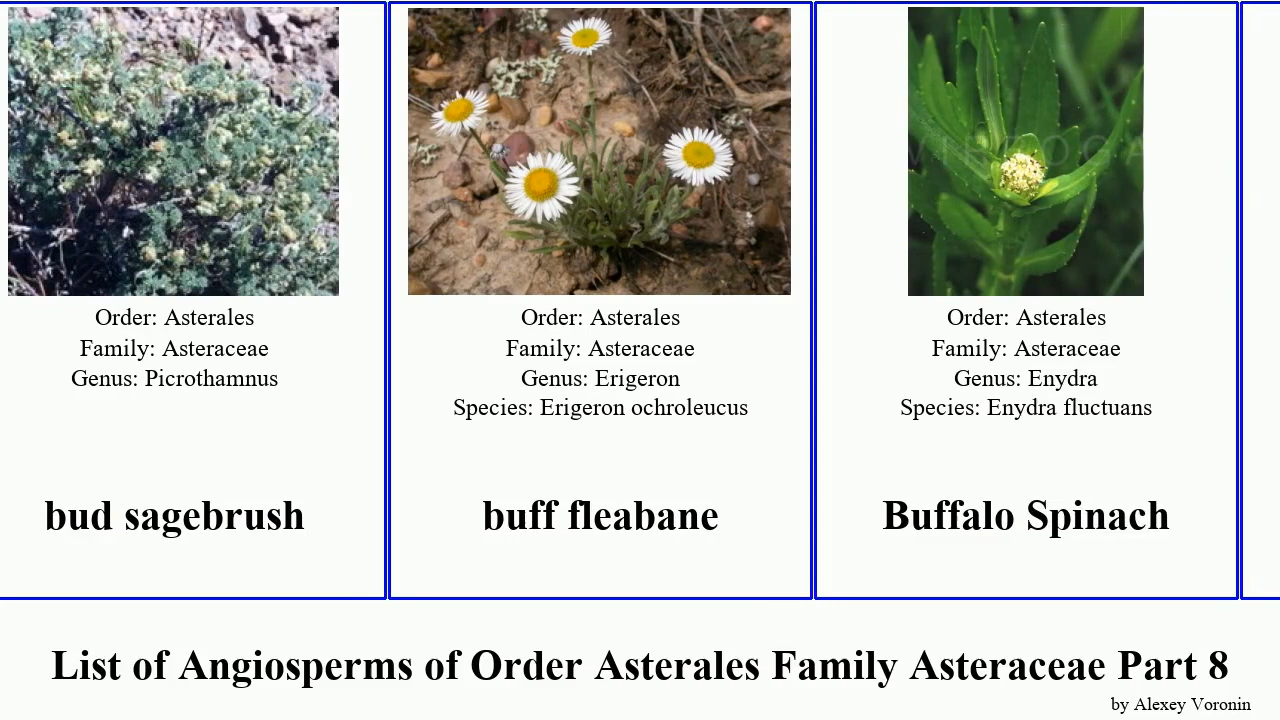 Order: Asterales
Family: Asteraceae
Genus: Picrothamnus
bud sagebrush
Order: Asterales
Family: Asteraceae
Genus: Erigeron
Species: Erigeron ochroleucus
buff fleabane
Order: Asterales
Family: Asteraceae
Genus: Enydra
Species: Enydra fluctuans
Buffalo Spinach
List of Angiosperms of Order Asterales Family Asteraceae Part 8
by Alexey Voronin